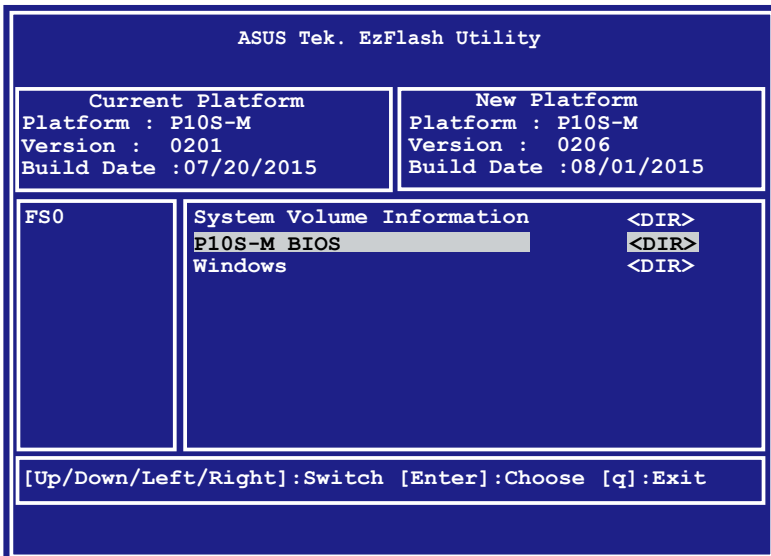 ASUS Tek. EzFlash Utility
Current Platform
Platform : P10S-M
Version : 0201
Build Date :07/20/2015
New Platform
Platform : P10S-M
Version : 0206
Build Date :08/01/2015
FS0
System Volume Information <DIR>
P10S-M BIOS <DIR>
Windows <DIR>
[Up/Down/Left/Right]:Switch [Enter]:Choose [q]:Exit